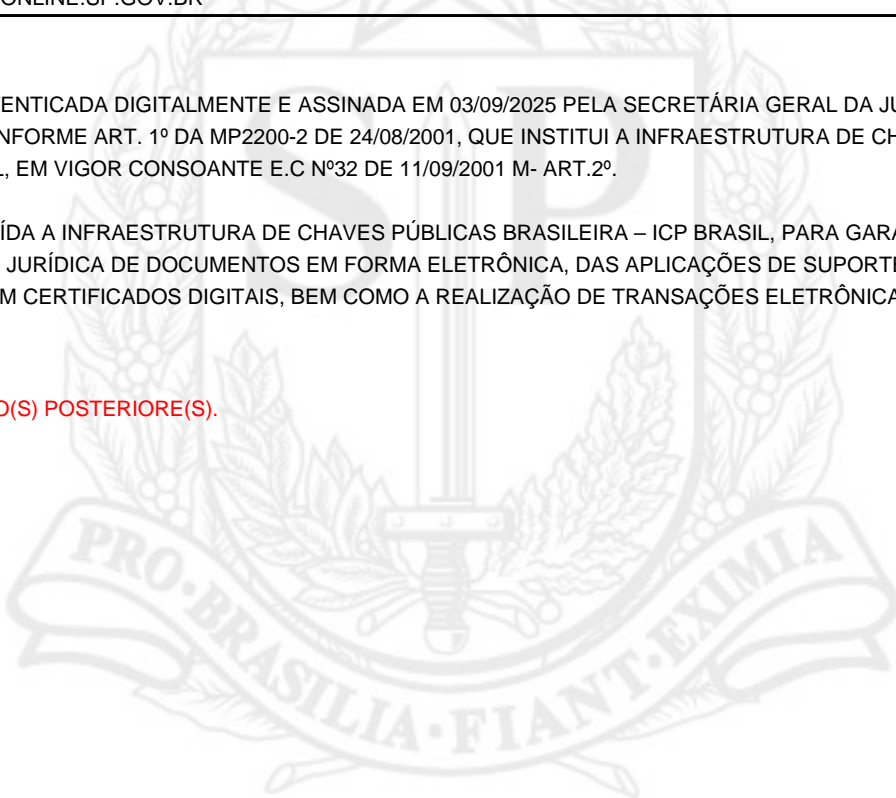 ONLINE.SP.GOV.BR
ENTICADA DIGITALMENTE E ASSINADA EM 03/09/2025 PELA SECRETÁRIA GERAL DA JU
NFORME ART. 1º DA MP2200-2 DE 24/08/2001, QUE INSTITUI A INFRAESTRUTURA DE CH
L, EM VIGOR CONSOANTE E.C Nº32 DE 11/09/2001 M- ART.2º.
ÍDA A INFRAESTRUTURA DE CHAVES PÚBLICAS BRASILEIRA – ICP BRASIL, PARA GARA
JURÍDICA DE DOCUMENTOS EM FORMA ELETRÔNICA, DAS APLICAÇÕES DE SUPORTE
M CERTIFICADOS DIGITAIS, BEM COMO A REALIZAÇÃO DE TRANSAÇÕES ELETRÔNICA
O(S) POSTERIORE(S).
SP
PRO·BRASILIA·FIANT·EXIMIA